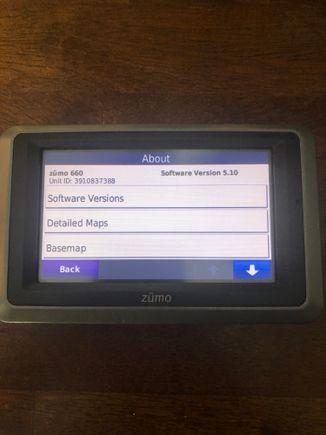 About
zūmo 660 Software Version 5.10
Unit ID: 3910837388
Software Versions
Detailed Maps
Basemap
Back
zūmo